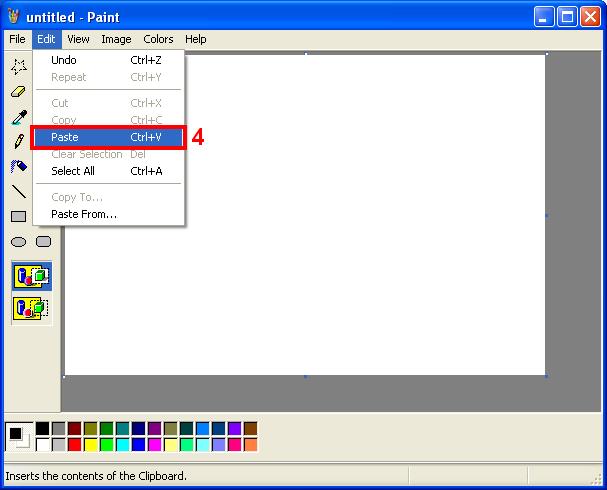 untitled - Paint
File Edit View Image Colors Help
Undo Ctrl+Z
Repeat Ctrl+Y
Cut Ctrl+X
Copy Ctrl+C
Paste Ctrl+V 4
Clear Selection Del
Select All Ctrl+A
Copy To...
Paste From...
Inserts the contents of the Clipboard.